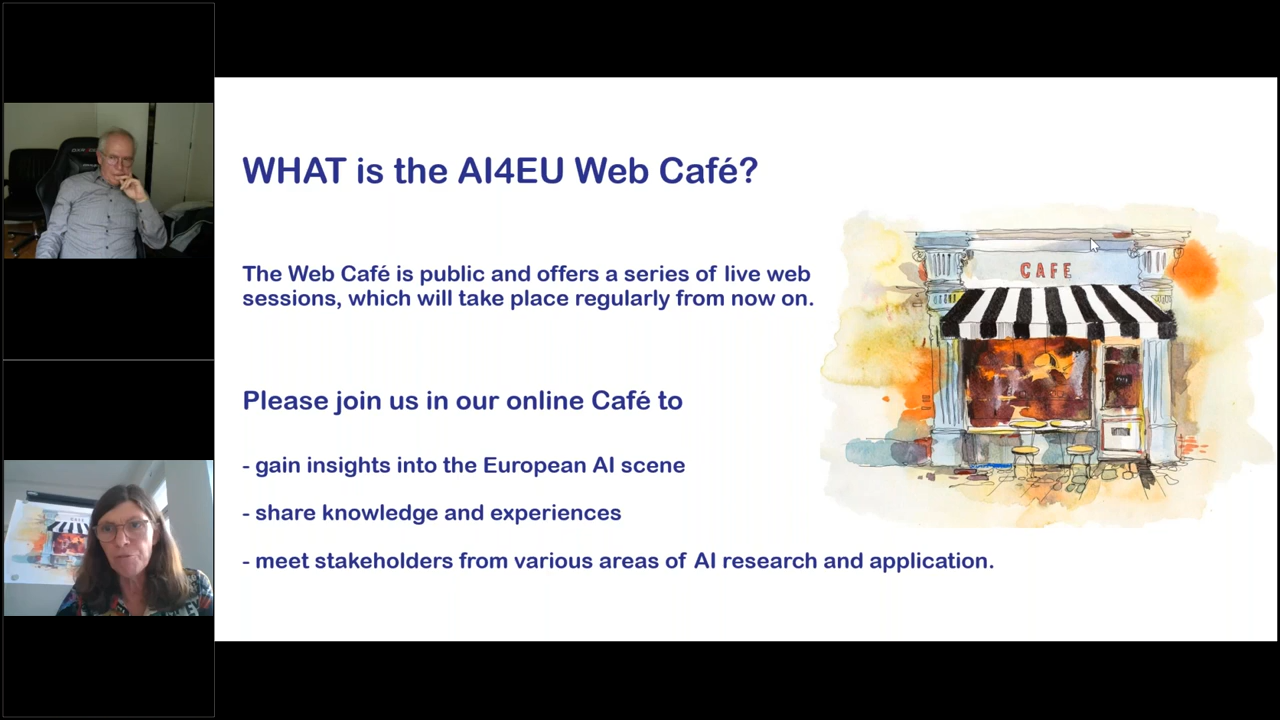 WHAT is the AI4EU Web Café?
CAFE
The Web Café is public and offers a series of live web
sessions, which will take place regularly from now on.
Please join us in our online Café to
- gain insights into the European AI scene
- share knowledge and experiences
- meet stakeholders from various areas of AI research and application.